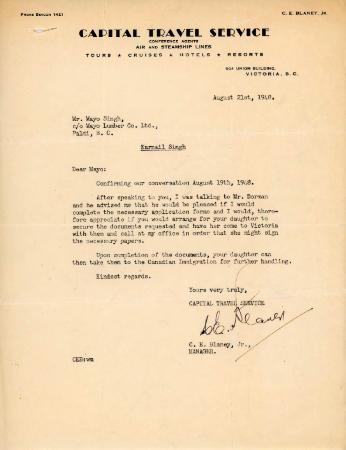 PHONE BEACON 1421
C. E. BLANEY, JR.
CAPITAL TRAVEL SERVICE
CONFERENCE AGENTS
AIR AND STEAMSHIP LINES
TOURS ★ CRUISES ★ HOTELS ★ RESORTS
UNION BUILDING,
VICTORIA, B.C.
August 21st, 1948.
Mr. Mayo Singh,
c/o Mayo Lumber Co. Ltd.,
Paldi, B. C.
Karnail Singh
Dear Mayo:
Confirming our conversation August 19th, 1948.
After speaking to you, I was talking to Mr. Dorman
and he advised me that he would be pleased if I would
complete the necessary application forms and I would, there-
fore appreciate if you would arrange for your daughter to
secure the documents requested and have her come to Victoria
with them and call at my office in order that she might sign
the necessary papers.
Upon completion of the documents, your daughter can
then take them to the Canadian Immigration for further handling.
Kindest regards.
Yours very truly,
CAPITAL TRAVEL SERVICE
C. E. Blaney
C. E. Blaney, Jr.,
MANAGER.
CEB:wm